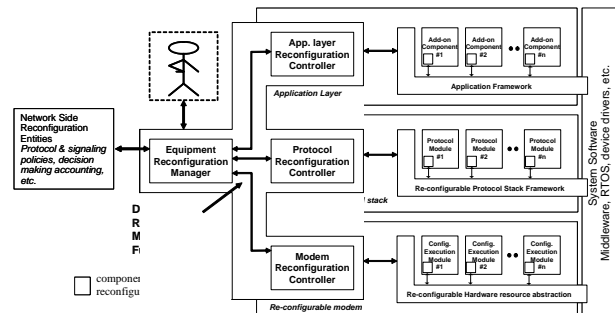 Network Side
Reconfiguration
Entities
Protocol & signaling
policies, decision
making accounting,
etc.
Equipment
Reconfiguration
Manager
D
R
M
F
component
reconfigu
App. layer
Reconfiguration
Controller
Application Layer
Protocol
Reconfiguration
Controller
stack
Modem
Reconfiguration
Controller
Re-configurable modem
Add-on
Component
#1
Add-on
Component
#2
Add-on
Component
#n
Application Framework
Protocol
Module
#1
Protocol
Module
#2
Protocol
Module
#n
Re-configurable Protocol Stack Framework
Config.
Execution
Module
#1
Config.
Execution
Module
#2
Config.
Execution
Module
#n
Re-configurable Hardware resource abstraction
System Software
Middleware, RTOS, device drivers, etc.